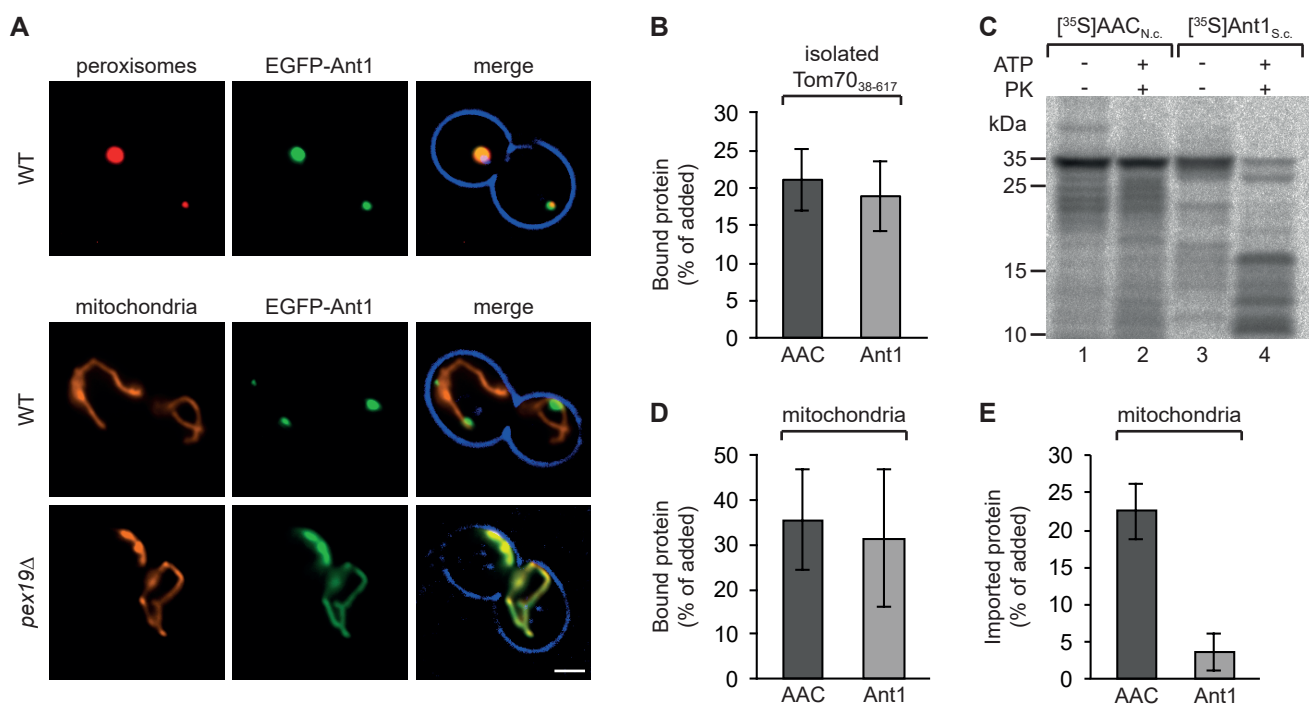 A
peroxisomes EGFP-Ant1 merge
WT
mitochondria EGFP-Ant1 merge
WT
pex19Δ
B
isolated
Tom70₃₈₋₆₁₇
Bound protein
(% of added)
30
25
20
15
10
5
0
AAC Ant1
C
[³⁵S]AAC_N.c. [³⁵S]Ant1_S.c.
ATP - + - +
PK - + - +
kDa
35
25
15
10
1 2 3 4
D
mitochondria
Bound protein
(% of added)
50
40
30
20
10
0
AAC Ant1
E
mitochondria
Imported protein
(% of added)
30
25
20
15
10
5
0
AAC Ant1